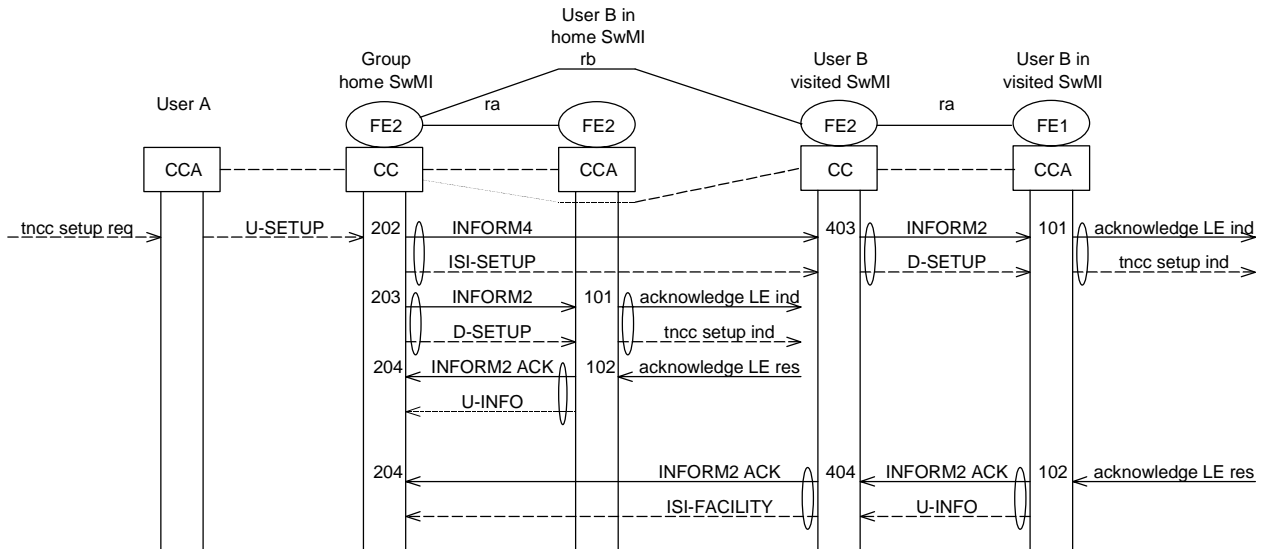 User B in
home SwMI
rb
Group
home SwMI
User B
visited SwMI
User B in
visited SwMI
User A
ra
ra
FE2
FE2
FE2
FE1
CCA
CC
CCA
CC
CCA
tncc setup req
U-SETUP
202
INFORM4
403
INFORM2
101
acknowledge LE ind
ISI-SETUP
D-SETUP
tncc setup ind
203
INFORM2
101
acknowledge LE ind
D-SETUP
tncc setup ind
204
INFORM2 ACK
102
acknowledge LE res
U-INFO
204
INFORM2 ACK
404
INFORM2 ACK
102
acknowledge LE res
ISI-FACILITY
U-INFO